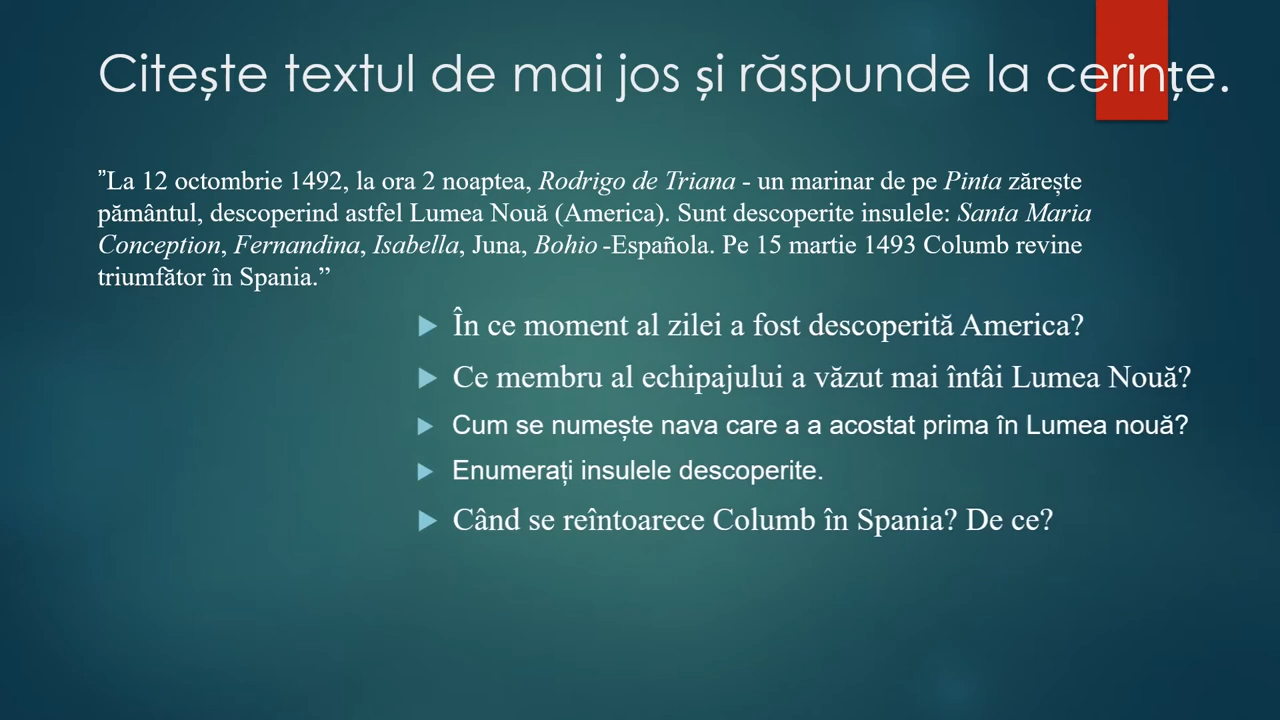 Citește textul de mai jos și răspunde la cerințe.
”La 12 octombrie 1492, la ora 2 noaptea, Rodrigo de Triana - un marinar de pe Pinta zărește
pământul, descoperind astfel Lumea Nouă (America). Sunt descoperite insulele: Santa Maria
Conception, Fernandina, Isabella, Juna, Bohio -Española. Pe 15 martie 1493 Columb revine
triumfător în Spania.”
În ce moment al zilei a fost descoperită America?
Ce membru al echipajului a văzut mai întâi Lumea Nouă?
Cum se numește nava care a a acostat prima în Lumea nouă?
Enumerați insulele descoperite.
Când se reîntoarece Columb în Spania? De ce?